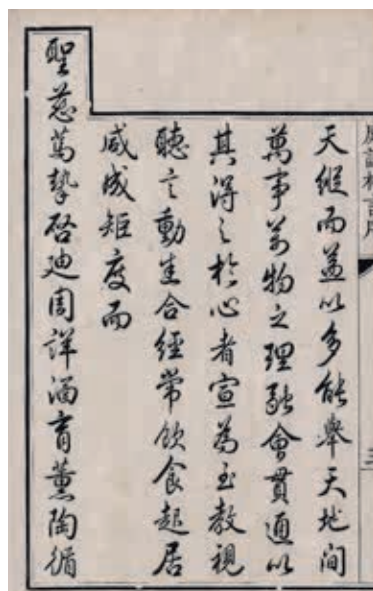 天縱而益以多能舉天地間
萬事萬物之理融會貫通以
其得之於心者宣為至教視
聽言動悉合經常飲食起居
咸成矩度而
聖慈篤摯啓迪周詳涵育薰陶循